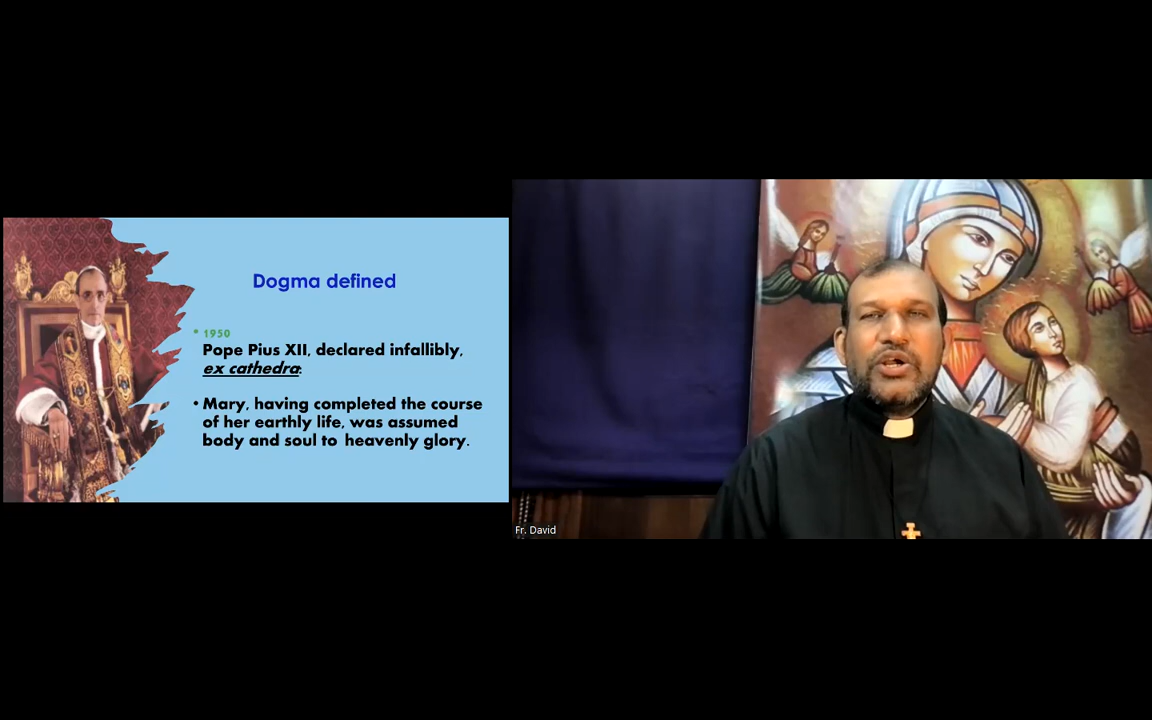 Dogma defined
* 1950
Pope Pius XII, declared infallibly,
ex cathedra:
• Mary, having completed the course
of her earthly life, was assumed
body and soul to heavenly glory.
Fr. David